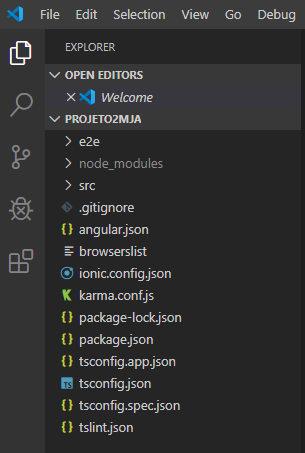 File Edit View Go Debug
EXPLORER
OPEN EDITORS
Welcome
PROJETO2MJA
e2e
node_modules
src
.gitignore
angular.json
browserslist
ionic.config.json
karma.conf.js
package-lock.json
package.json
tsconfig.app.json
TS tsconfig.json
tsconfig.spec.json
tslint.json